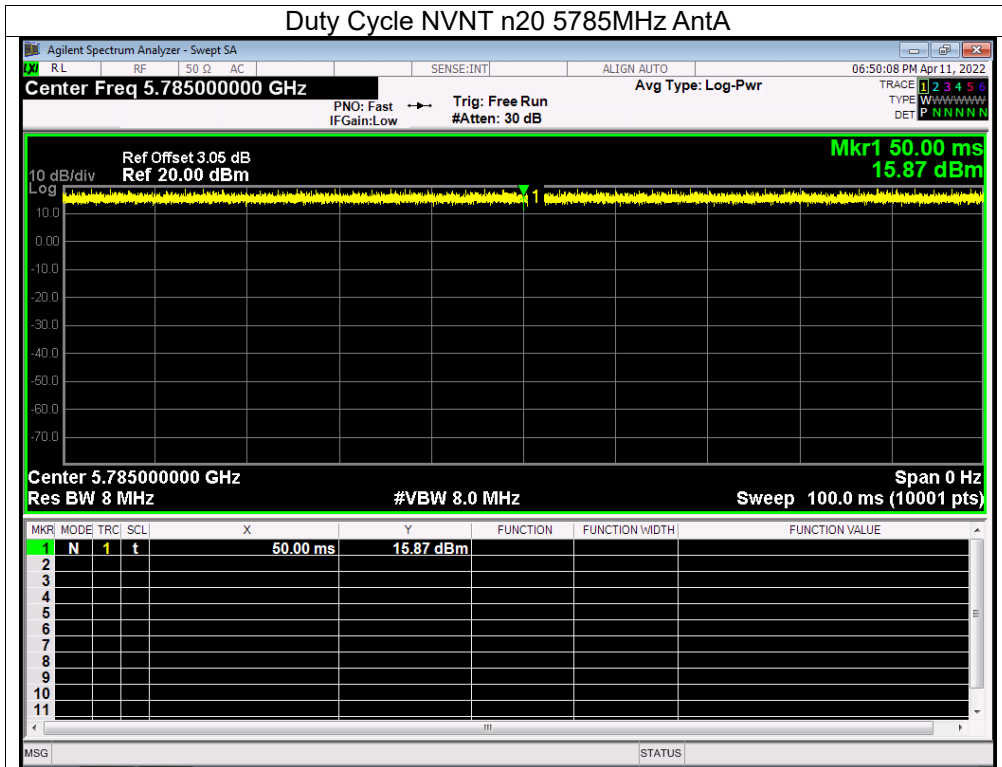 Duty Cycle NVNT n20 5785MHz AntA
Agilent Spectrum Analyzer - Swept SA
LXI RL RF 50 Ω AC SENSE:INT ALIGN AUTO 06:50:08 PM Apr 11, 2022
Center Freq 5.785000000 GHz Avg Type: Log-Pwr TRACE 1 2 3 4 5 6
PNO: Fast Trig: Free Run TYPE WWWWWW
IFGain:Low #Atten: 30 dB DET P N N N N N
Mkr1 50.00 ms
Ref Offset 3.05 dB
10 dB/div Ref 20.00 dBm 15.87 dBm
Log
1
10.0
0.00
-10.0
-20.0
-30.0
-40.0
-50.0
-60.0
-70.0
Center 5.785000000 GHz Span 0 Hz
Res BW 8 MHz #VBW 8.0 MHz Sweep 100.0 ms (10001 pts)
MKR MODE TRC SCL X Y FUNCTION FUNCTION WIDTH FUNCTION VALUE
1 N 1 t 50.00 ms 15.87 dBm
2
3
4
5
6
7
8
9
10
11
MSG STATUS